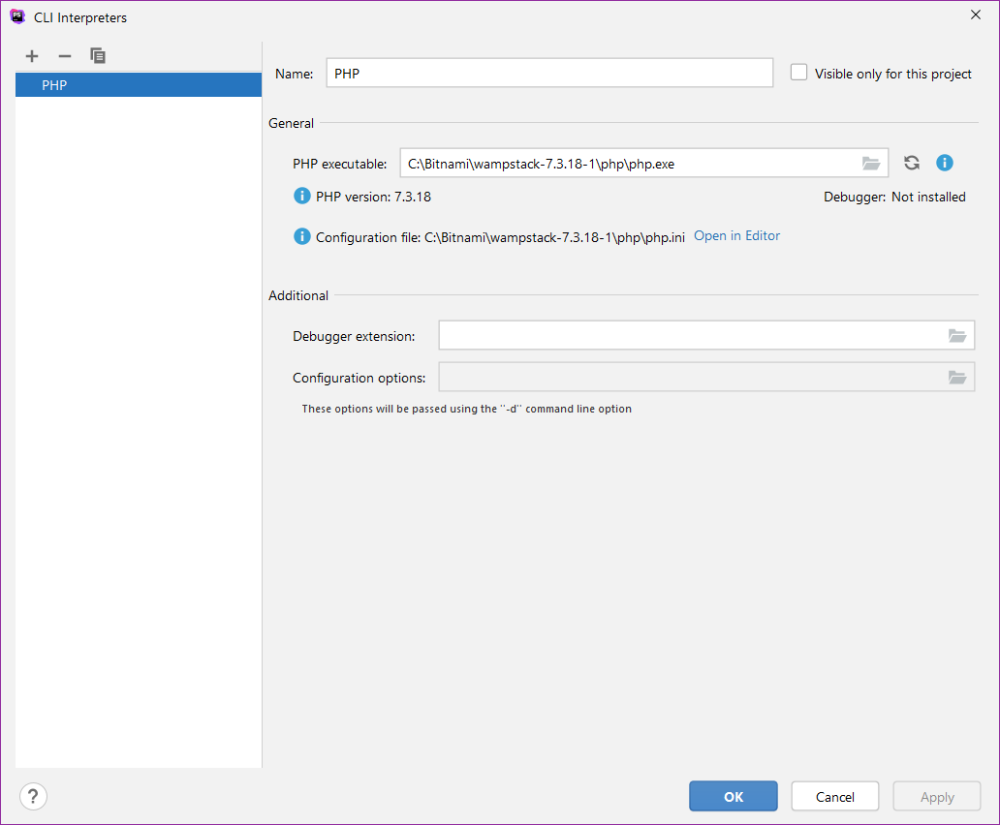 CLI Interpreters
PHP
Name: PHP Visible only for this project
General
PHP executable: C:\Bitnami\wampstack-7.3.18-1\php\php.exe
PHP version: 7.3.18 Debugger: Not installed
Configuration file: C:\Bitnami\wampstack-7.3.18-1\php\php.ini Open in Editor
Additional
Debugger extension:
Configuration options:
These options will be passed using the "-d" command line option
? OK Cancel Apply